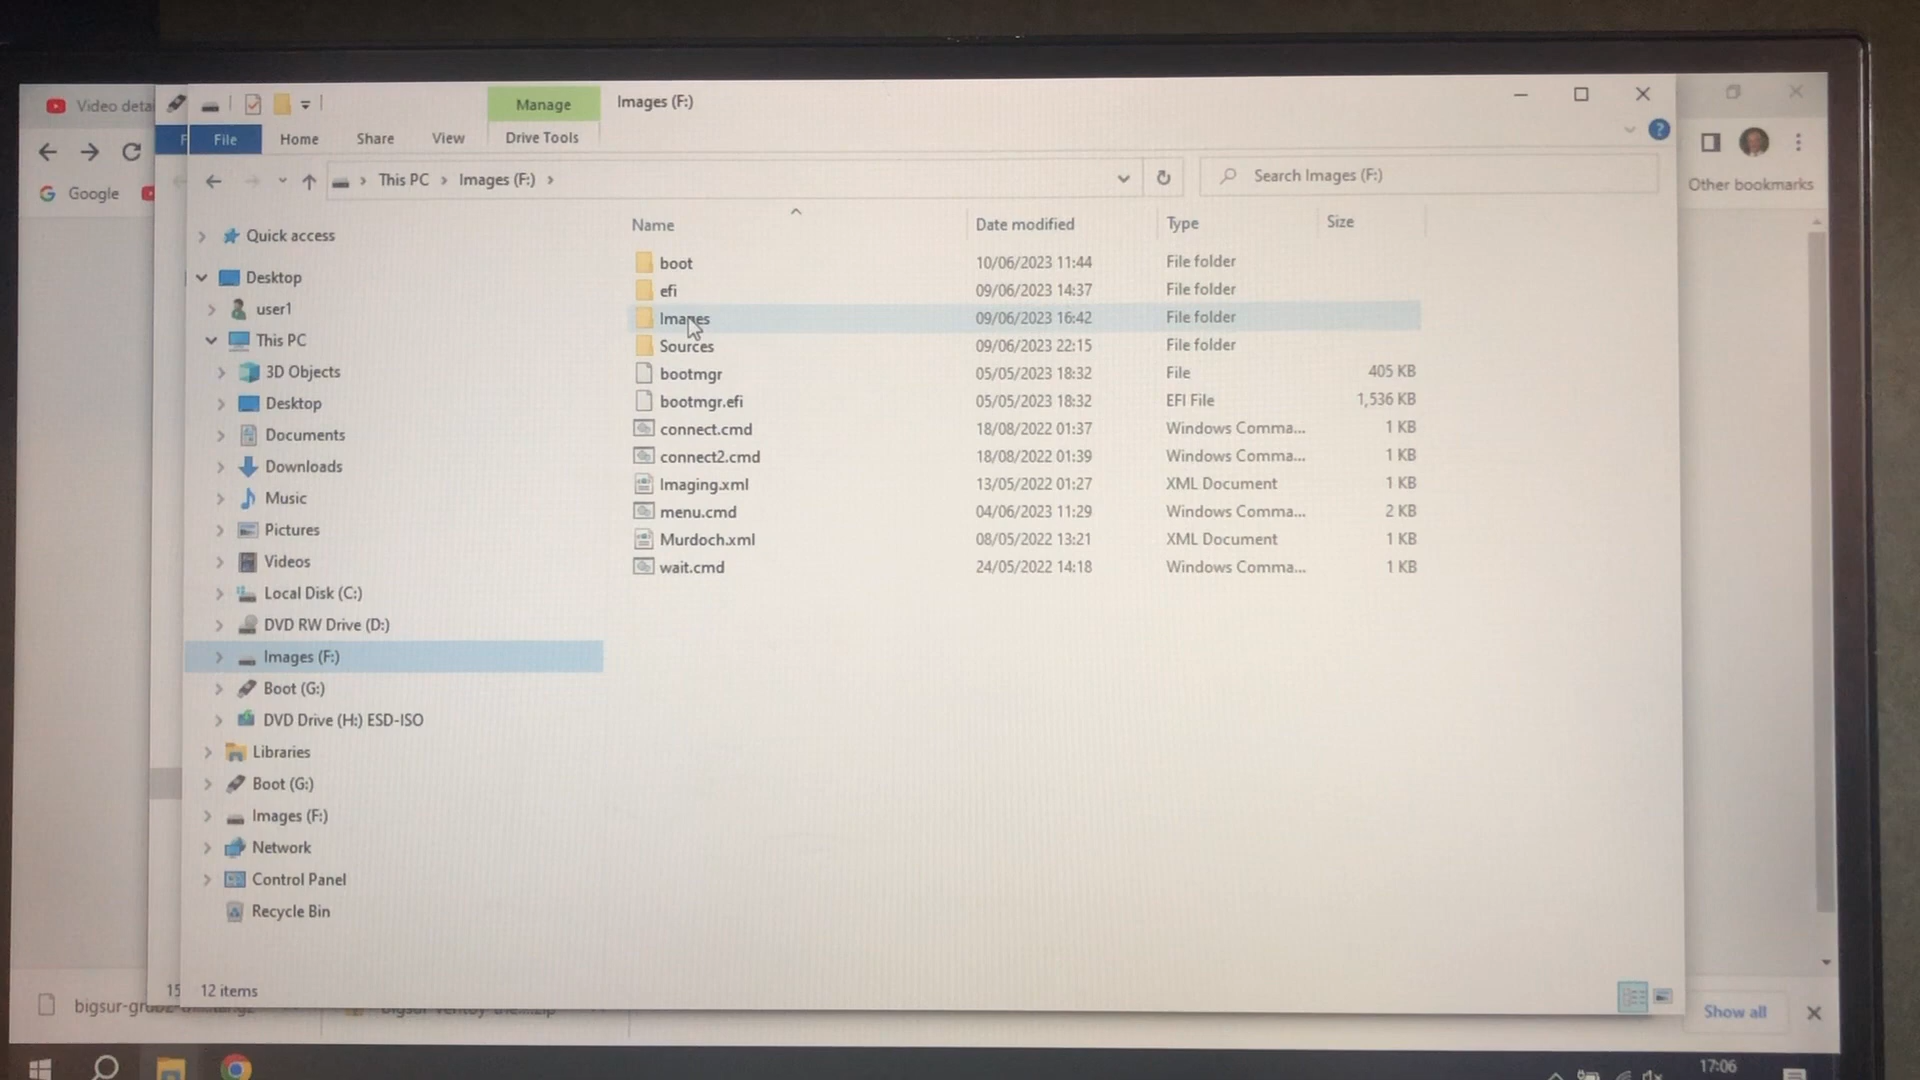 Video deta
Manage
Images (F:)
F
File
Home
Share
View
Drive Tools
?
This PC
Images (F:)
Search Images (F:)
Google
Other bookmarks
Name
Date modified
Type
Size
Quick access
Desktop
user1
This PC
3D Objects
Desktop
Documents
Downloads
Music
Pictures
Videos
Local Disk (C:)
DVD RW Drive (D:)
Images (F:)
Boot (G:)
DVD Drive (H:) ESD-ISO
Libraries
Boot (G:)
Images (F:)
Network
Control Panel
Recycle Bin
boot 10/06/2023 11:44 File folder
efi 09/06/2023 14:37 File folder
Images 09/06/2023 16:42 File folder
Sources 09/06/2023 22:15 File folder
bootmgr 05/05/2023 18:32 File 405 KB
bootmgr.efi 05/05/2023 18:32 EFI File 1,536 KB
connect.cmd 18/08/2022 01:37 Windows Comma... 1 KB
connect2.cmd 18/08/2022 01:39 Windows Comma... 1 KB
Imaging.xml 13/05/2022 01:27 XML Document 1 KB
menu.cmd 04/06/2023 11:29 Windows Comma... 2 KB
Murdoch.xml 08/05/2022 13:21 XML Document 1 KB
wait.cmd 24/05/2022 14:18 Windows Comma... 1 KB
15
12 items
Show all
17:06